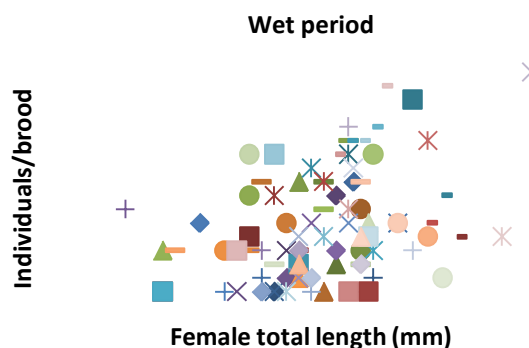 Wet period
Individuals/brood
Female total length (mm)